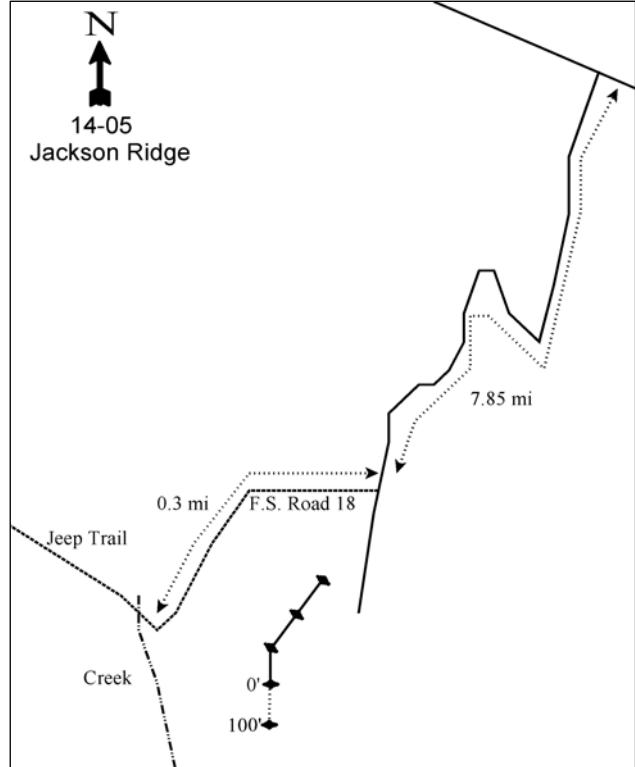 N
14-05
Jackson Ridge
7.85 mi
0.3 mi
F.S. Road 18
Jeep Trail
Creek
0'
100'